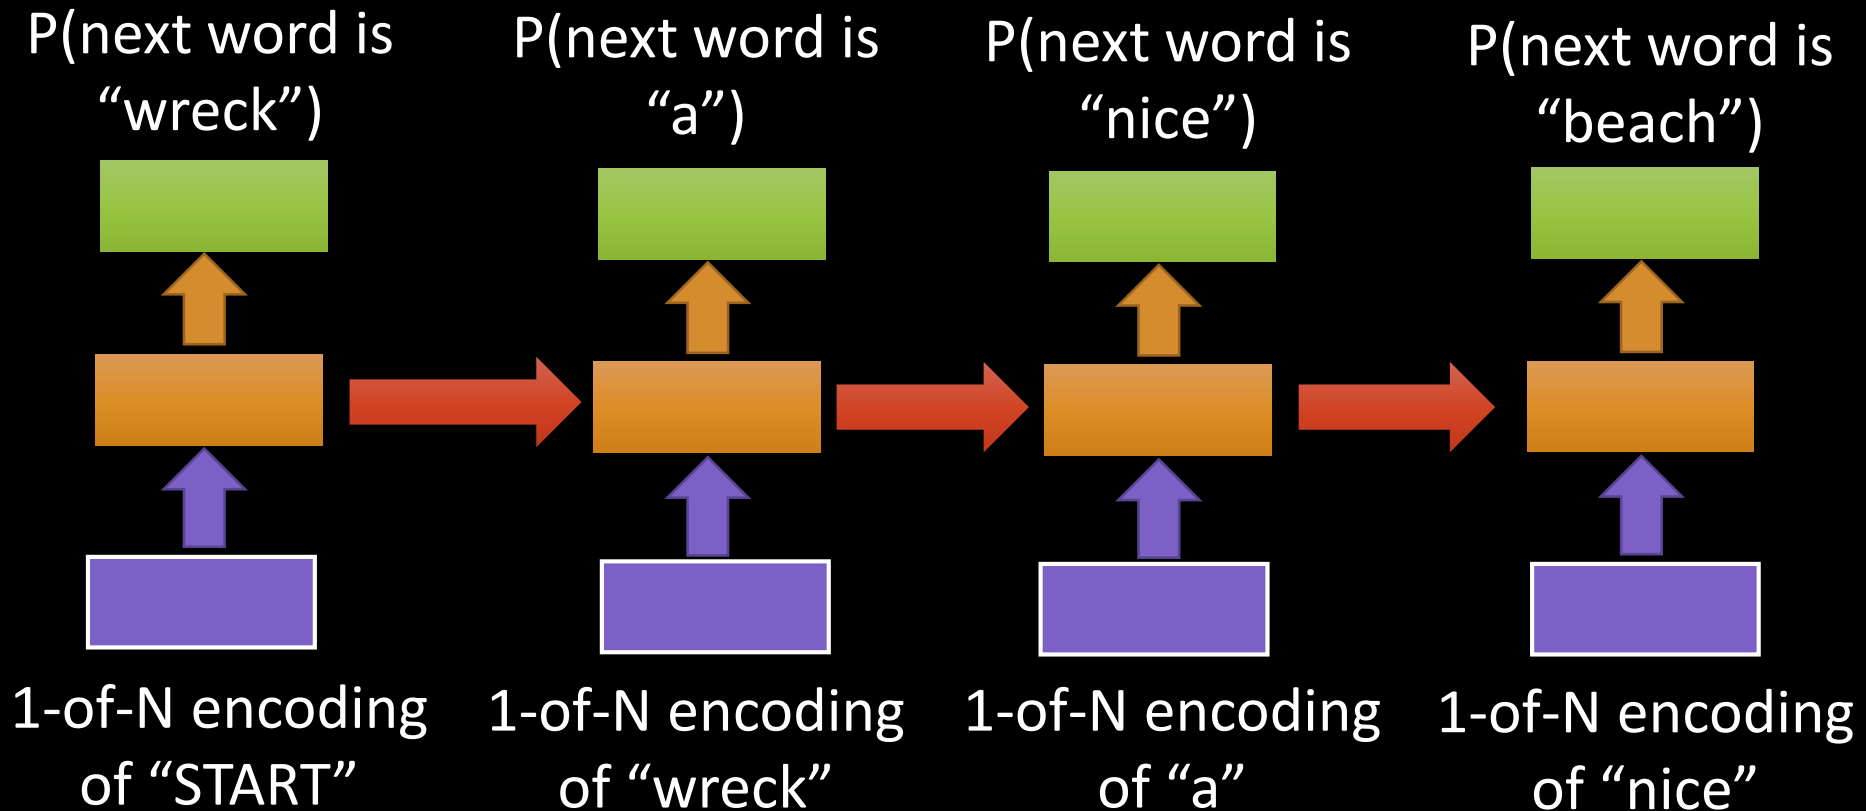 P(next word is
“wreck”)
P(next word is
“a”)
P(next word is
“nice”)
P(next word is
“beach”)
1-of-N encoding
of “START”
1-of-N encoding
of “wreck”
1-of-N encoding
of “a”
1-of-N encoding
of “nice”